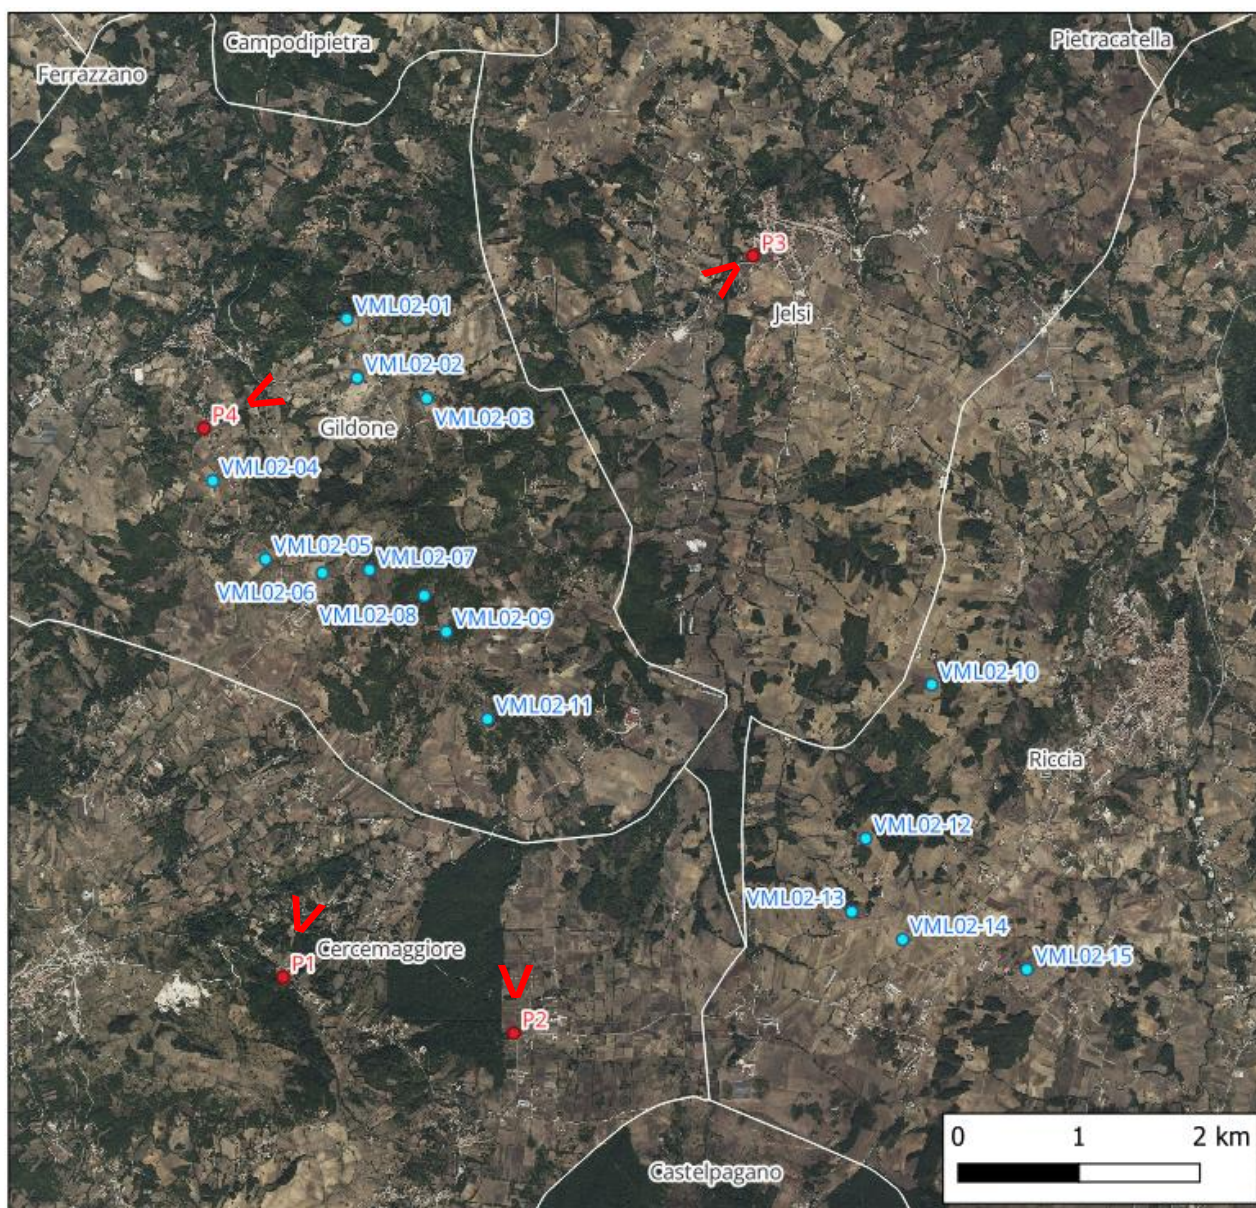 Campodipietra
Pietracatella
Ferrazzano
P3
VML02-01
Jelsi
VML02-02
P4
VML02-03
Gildone
VML02-04
VML02-05
VML02-07
VML02-06
VML02-08
VML02-09
VML02-10
VML02-11
Riccia
VML02-12
VML02-13
VML02-14
Cercemaggiore
P1
VML02-15
P2
0 1 2 km
Castelpagano